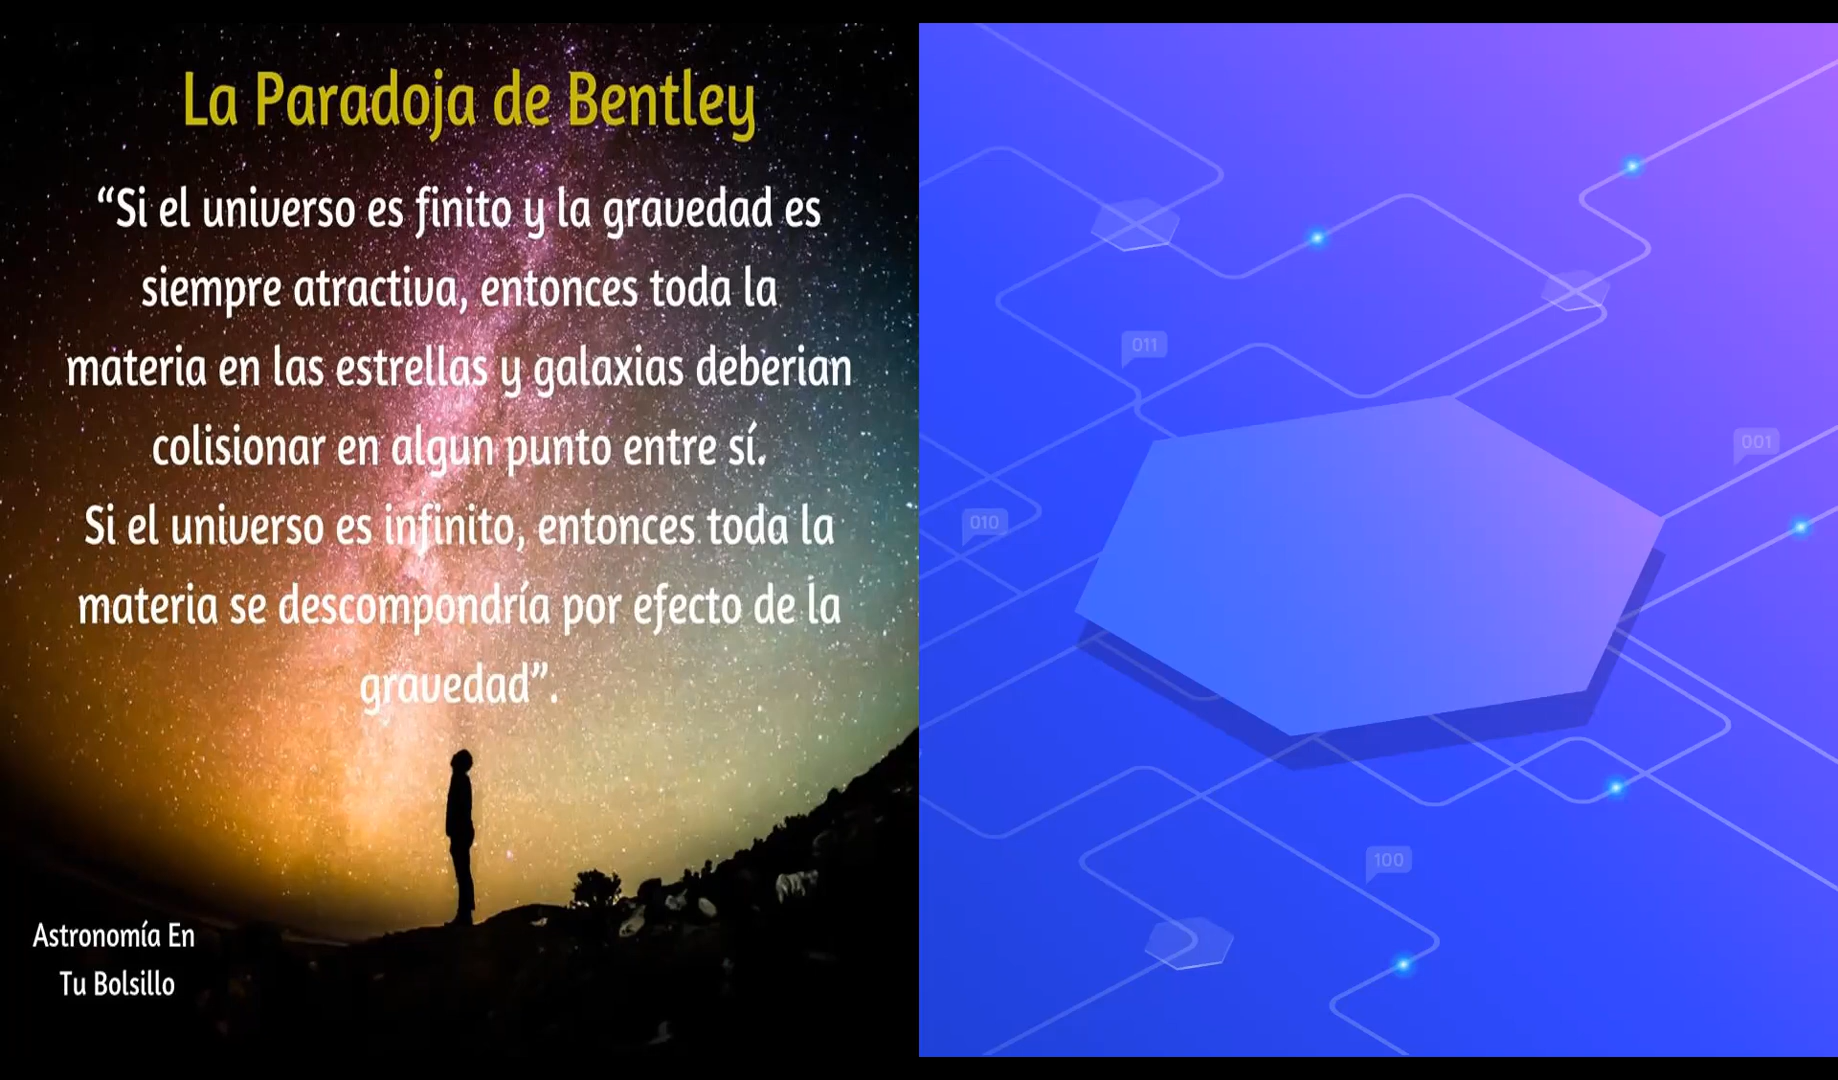 La Paradoja de Bentley
“Si el universo es finito y la gravedad es
siempre atractiva, entonces toda la
materia en las estrellas y galaxias deberian
colisionar en algun punto entre sí.
Si el universo es infinito, entonces toda la
materia se descompondría por efecto de la
gravedad”.
Astronomía En
Tu Bolsillo
011
001
010
100